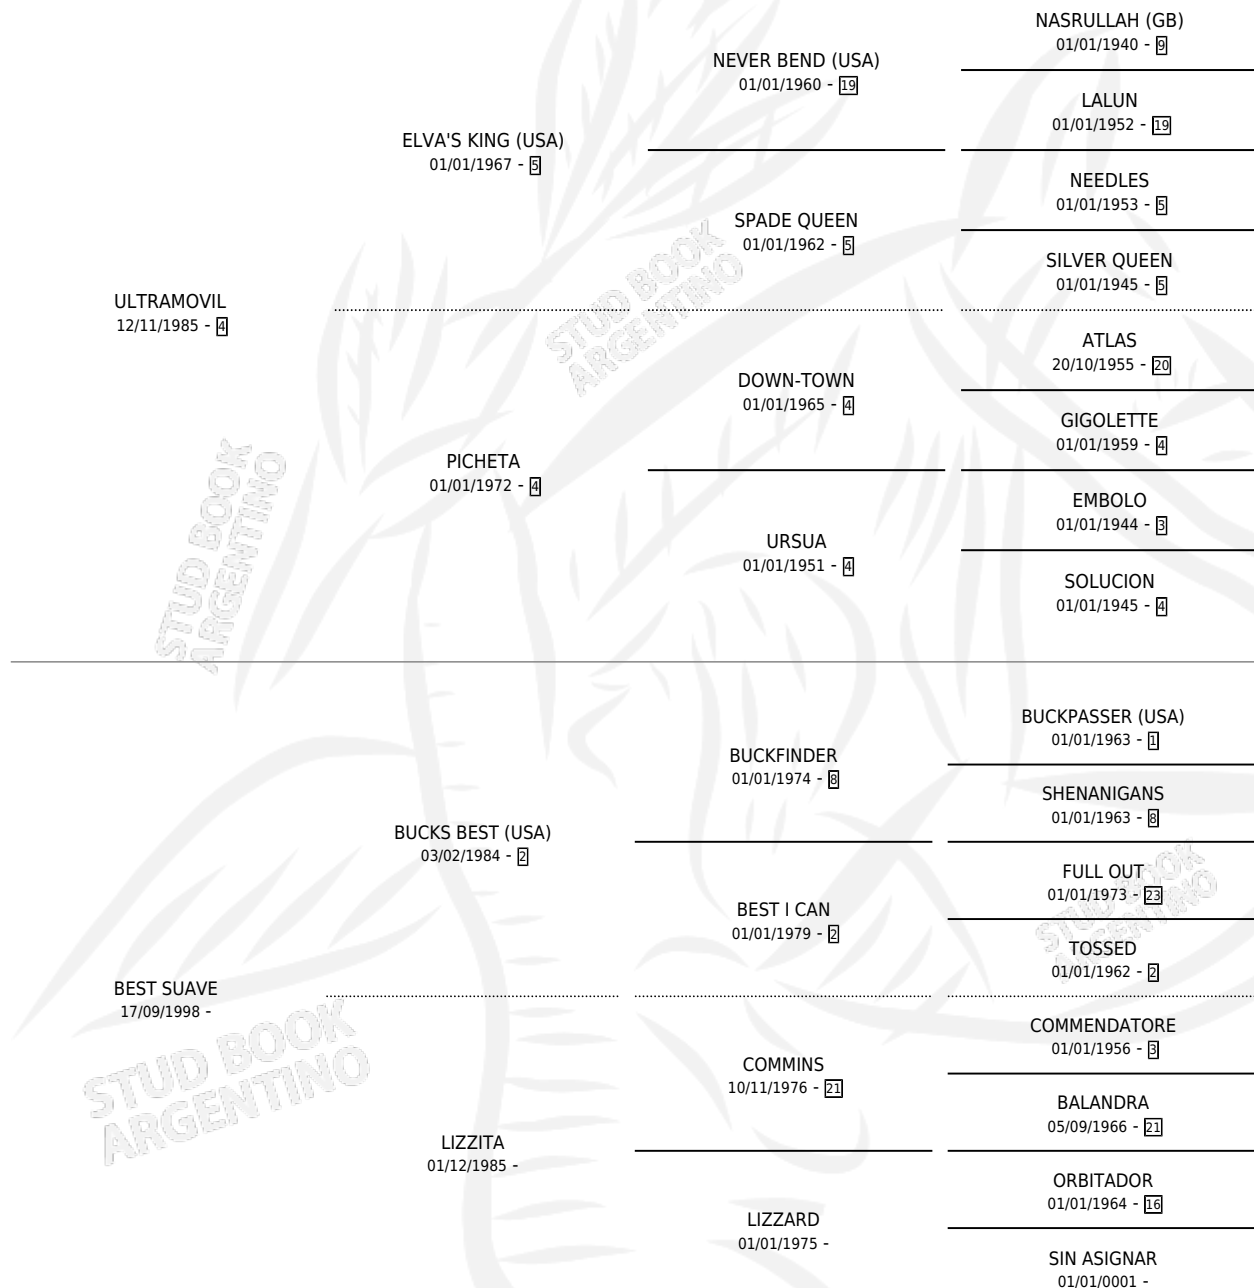 NASRULLAH (GB)
01/01/1940 - 9
NEVER BEND (USA)
01/01/1960 - 19
LALUN
01/01/1952 - 19
ELVA'S KING (USA)
01/01/1967 - 5
NEEDLES
01/01/1953 - 5
SPADE QUEEN
01/01/1962 - 5
SILVER QUEEN
01/01/1945 - 5
ULTRAMOVIL
12/11/1985 - 4
STUD BOOK
ARGENTINO
ATLAS
20/10/1955 - 20
DOWN-TOWN
01/01/1965 - 4
GIGOLETTE
01/01/1959 - 4
PICHETA
01/01/1972 - 4
EMBOLO
01/01/1944 - 3
URSUA
01/01/1951 - 4
SOLUCION
01/01/1945 - 4
STUD BOOK
ARGENTINO
BUCKPASSER (USA)
01/01/1963 - 1
BUCKFINDER
01/01/1974 - 8
SHENANIGANS
01/01/1963 - 8
BUCKS BEST (USA)
03/02/1984 - 2
FULL OUT
01/01/1973 - 23
BEST I CAN
01/01/1979 - 2
TOSSED
01/01/1962 - 2
STUD BOOK
ARGENTINO
BEST SUAVE
17/09/1998 -
COMMENDATORE
01/01/1956 - 3
COMMINS
10/11/1976 - 21
BALANDRA
05/09/1966 - 21
STUD BOOK
ARGENTINO
LIZZITA
01/12/1985 -
ORBITADOR
01/01/1964 - 16
LIZZARD
01/01/1975 -
SIN ASIGNAR
01/01/0001 -